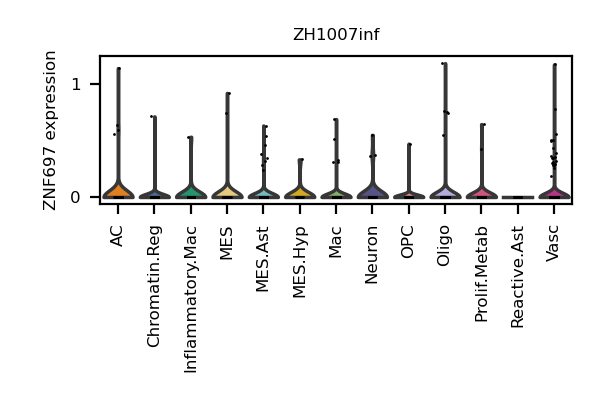 ZH1007inf
ZNF697 expression
1
0
AC
Chromatin.Reg
Inflammatory.Mac
MES
MES.Ast
MES.Hyp
Mac
Neuron
OPC
Oligo
Prolif.Metab
Reactive.Ast
Vasc